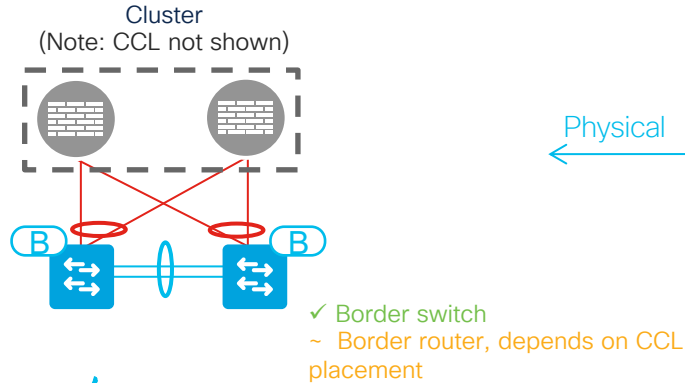 Cluster
(Note: CCL not shown)
Physical
B
B
✓ Border switch
~ Border router, depends on CCL
placement